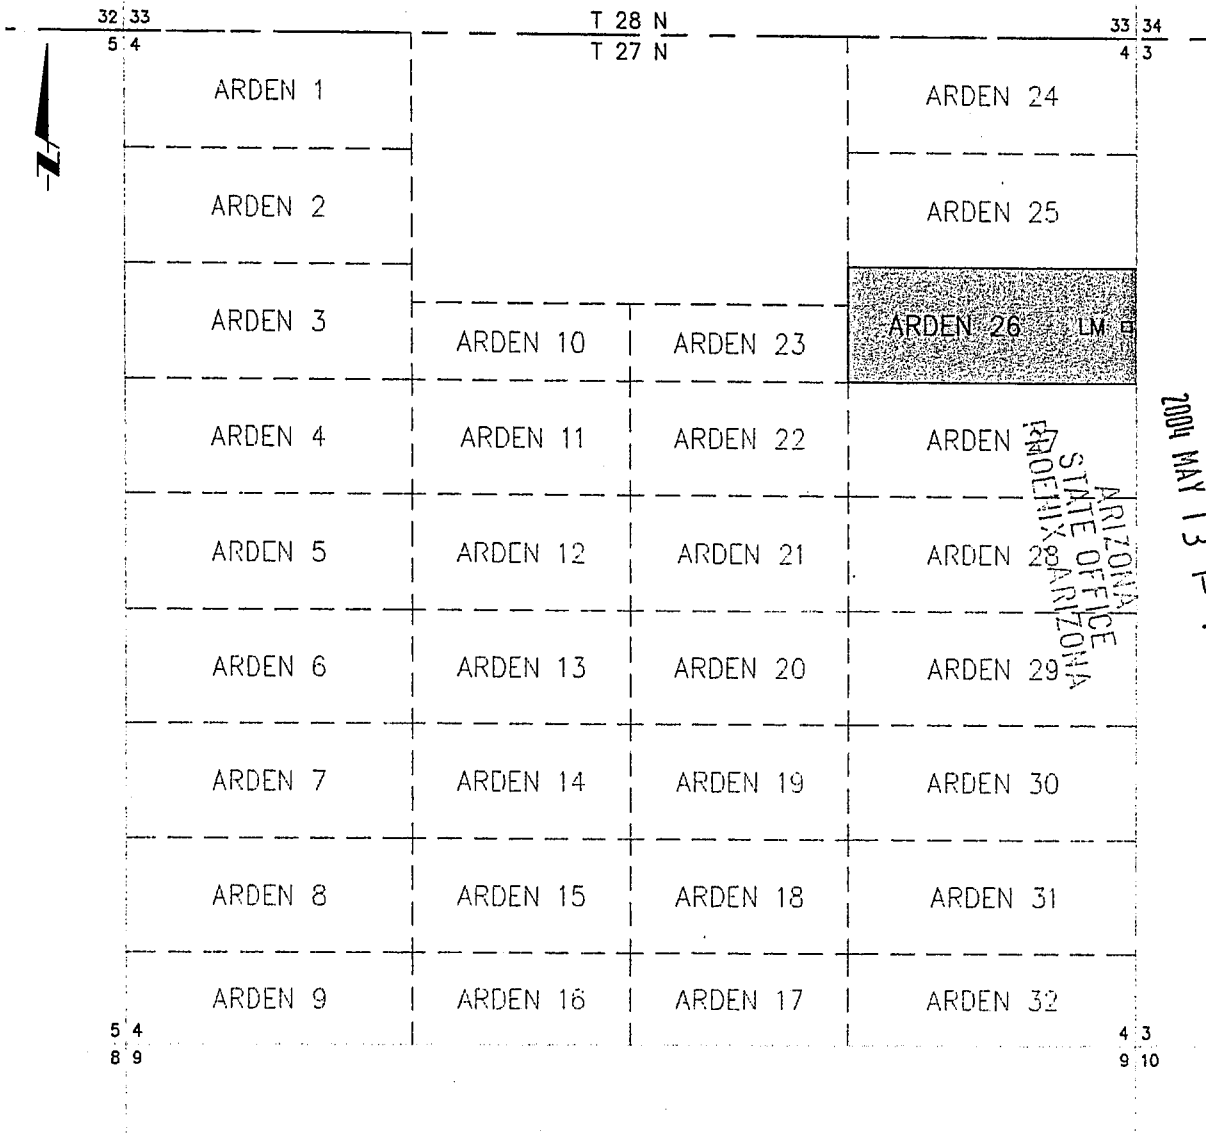 32 33 T 28 N 33 34
5 4 T 27 N 4 3
N
ARDEN 1 ARDEN 24
ARDEN 2 ARDEN 25
ARDEN 3 ARDEN 10 ARDEN 23 ARDEN 26 LM
ARDEN 4 ARDEN 11 ARDEN 22 ARDEN
ARDEN 5 ARDEN 12 ARDEN 21 ARDEN 28
ARDEN 6 ARDEN 13 ARDEN 20 ARDEN 29
ARDEN 7 ARDEN 14 ARDEN 19 ARDEN 30
ARDEN 8 ARDEN 15 ARDEN 18 ARDEN 31
ARDEN 9 ARDEN 16 ARDEN 17 ARDEN 32
5 4 4 3
8 9 9 10
2004 MAY 13 P
ARIZONA
STATE OFFICE
PHOENIX, ARIZONA